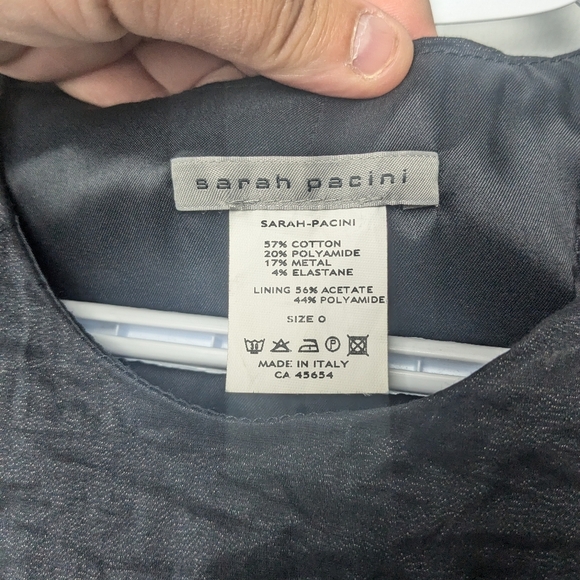 sarah pacini
SARAH-PACINI
57% COTTON
20% POLYAMIDE
17% METAL
4% ELASTANE
LINING 56% ACETATE
44% POLYAMIDE
SIZE 0
P
MADE IN ITALY
CA 45654